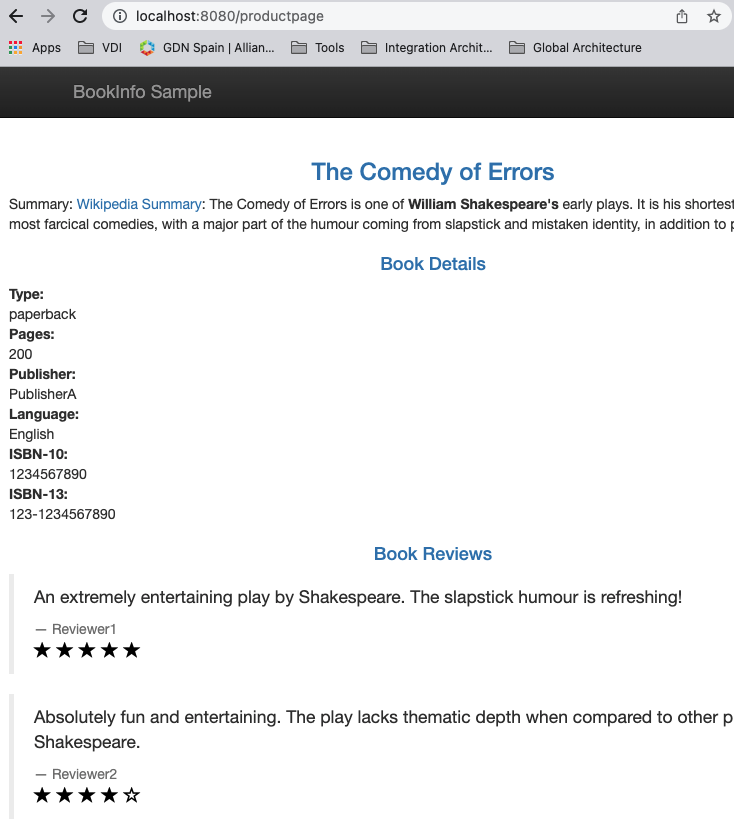 localhost:8080/productpage
Apps VDI GDN Spain | Allian... Tools Integration Archit... Global Architecture
BookInfo Sample
The Comedy of Errors
Summary: Wikipedia Summary: The Comedy of Errors is one of William Shakespeare's early plays. It is his shortest
most farcical comedies, with a major part of the humour coming from slapstick and mistaken identity, in addition to
Book Details
Type:
paperback
Pages:
200
Publisher:
PublisherA
Language:
English
ISBN-10:
1234567890
ISBN-13:
123-1234567890
Book Reviews
An extremely entertaining play by Shakespeare. The slapstick humour is refreshing!
— Reviewer1
★ ★ ★ ★ ★
Absolutely fun and entertaining. The play lacks thematic depth when compared to other
Shakespeare.
— Reviewer2
★ ★ ★ ★ ☆